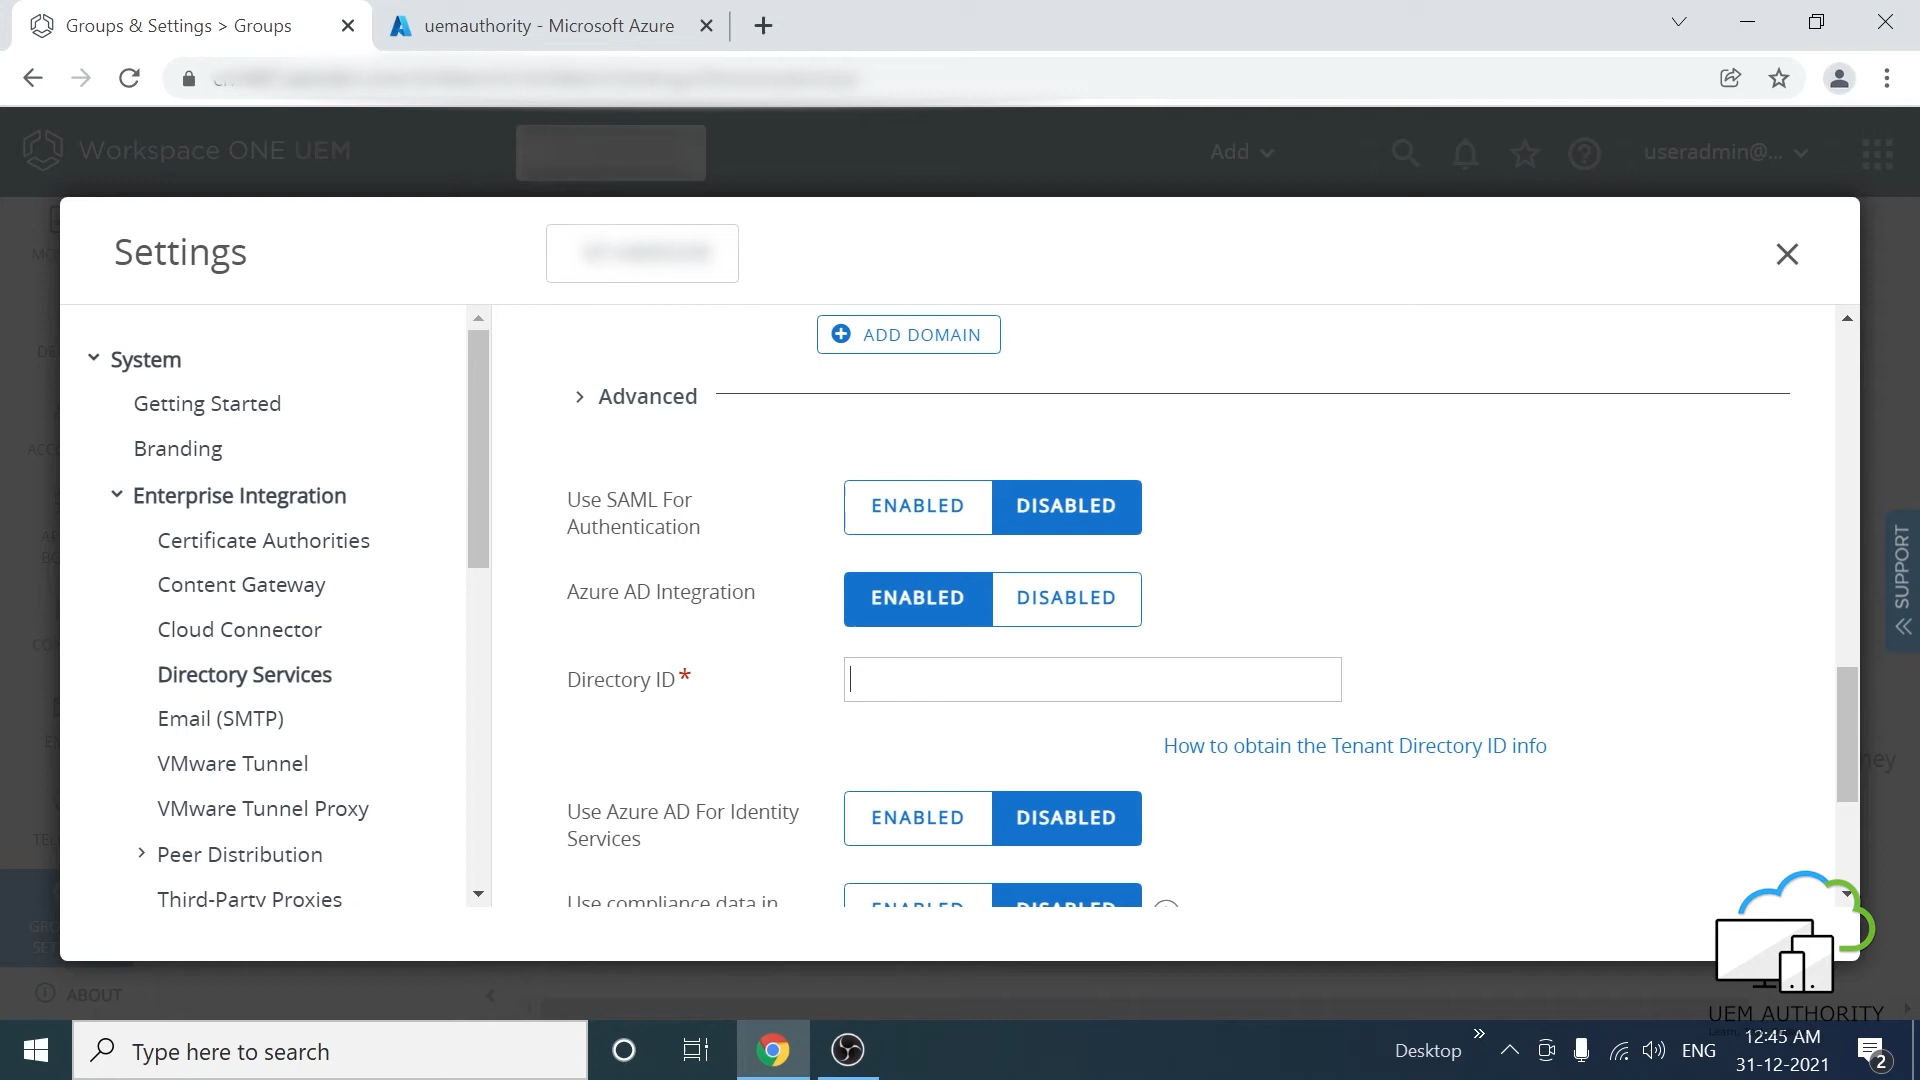 Groups & Settings > Groups
uemauthority - Microsoft Azure
Workspace ONE UEM
Add
useradmin@...
Settings
System
Getting Started
Branding
Enterprise Integration
Certificate Authorities
Content Gateway
Cloud Connector
Directory Services
Email (SMTP)
VMware Tunnel
VMware Tunnel Proxy
Peer Distribution
Third-Party Proxies
ADD DOMAIN
Advanced
Use SAML For
Authentication
ENABLED DISABLED
Azure AD Integration
ENABLED DISABLED
Directory ID*
How to obtain the Tenant Directory ID info
Use Azure AD For Identity
Services
ENABLED DISABLED
Use compliance data in
ENABLED DISABLED
SUPPORT
ABOUT
UEM AUTHORITY
Type here to search
Desktop
ENG
12:45 AM
31-12-2021
2